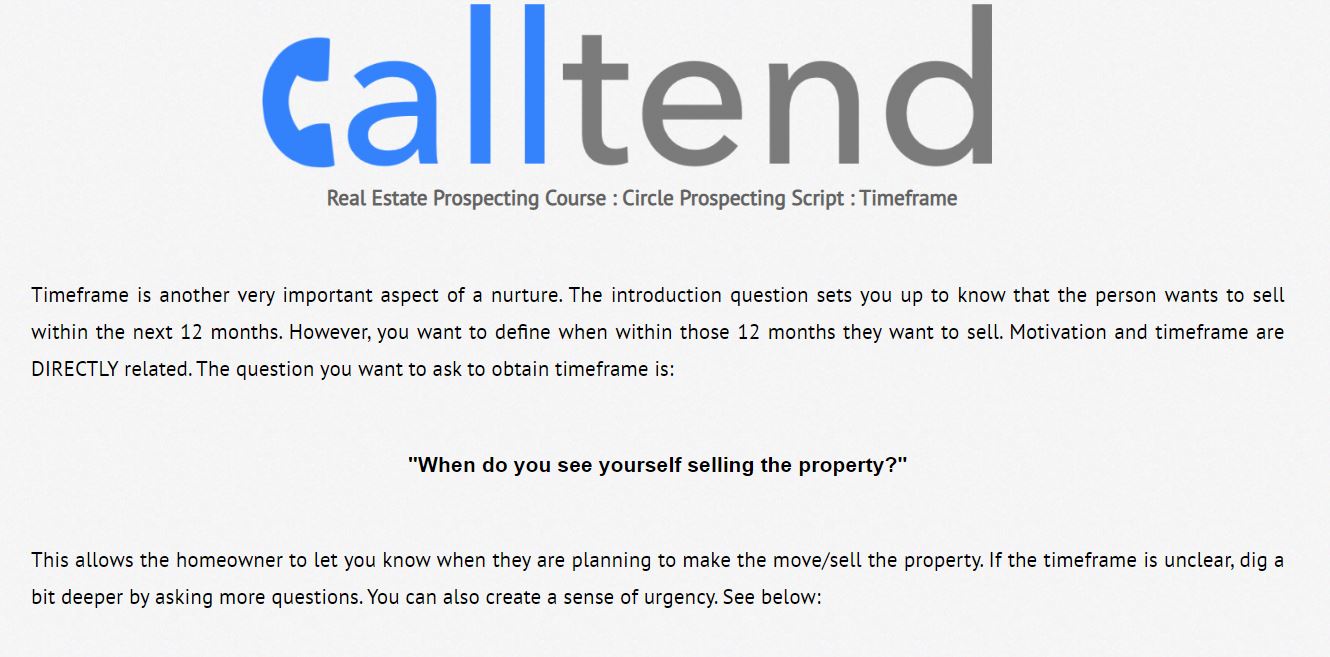 calltend
Real Estate Prospecting Course : Circle Prospecting Script : Timeframe
Timeframe is another very important aspect of a nurture. The introduction question sets you up to know that the person wants to sell
within the next 12 months. However, you want to define when within those 12 months they want to sell. Motivation and timeframe are
DIRECTLY related. The question you want to ask to obtain timeframe is:
"When do you see yourself selling the property?"
This allows the homeowner to let you know when they are planning to make the move/sell the property. If the timeframe is unclear, dig a
bit deeper by asking more questions. You can also create a sense of urgency. See below: